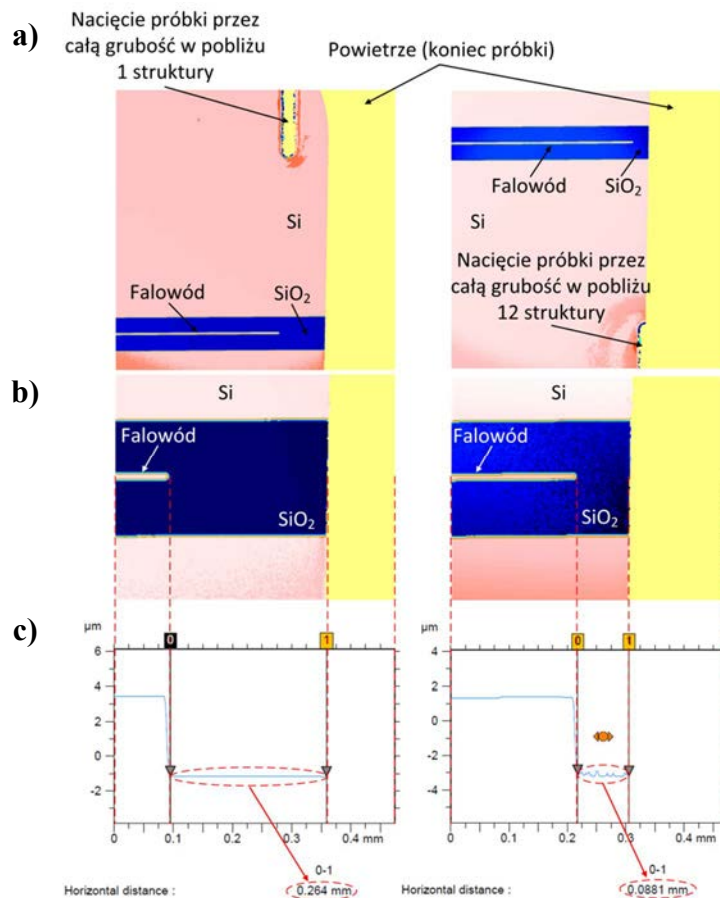 a)
Nacięcie próbki przez
całą grubość w pobliżu
1 struktury
Powietrze (koniec próbki)
Si
Falowód
SiO2
Falowód
SiO2
Si
Nacięcie próbki przez
całą grubość w pobliżu
12 struktury
b)
Si
Falowód
SiO2
Si
Falowód
SiO2
c)
µm
0
1
6
4
2
0
-2
0
0.1
0.2
0.3
0.4 mm
0-1
Horizontal distance :
0.264 mm
µm
0
1
4
2
0
-2
-4
0
0.1
0.2
0.3
0.4 mm
0-1
Horizontal distance :
0.0881 mm